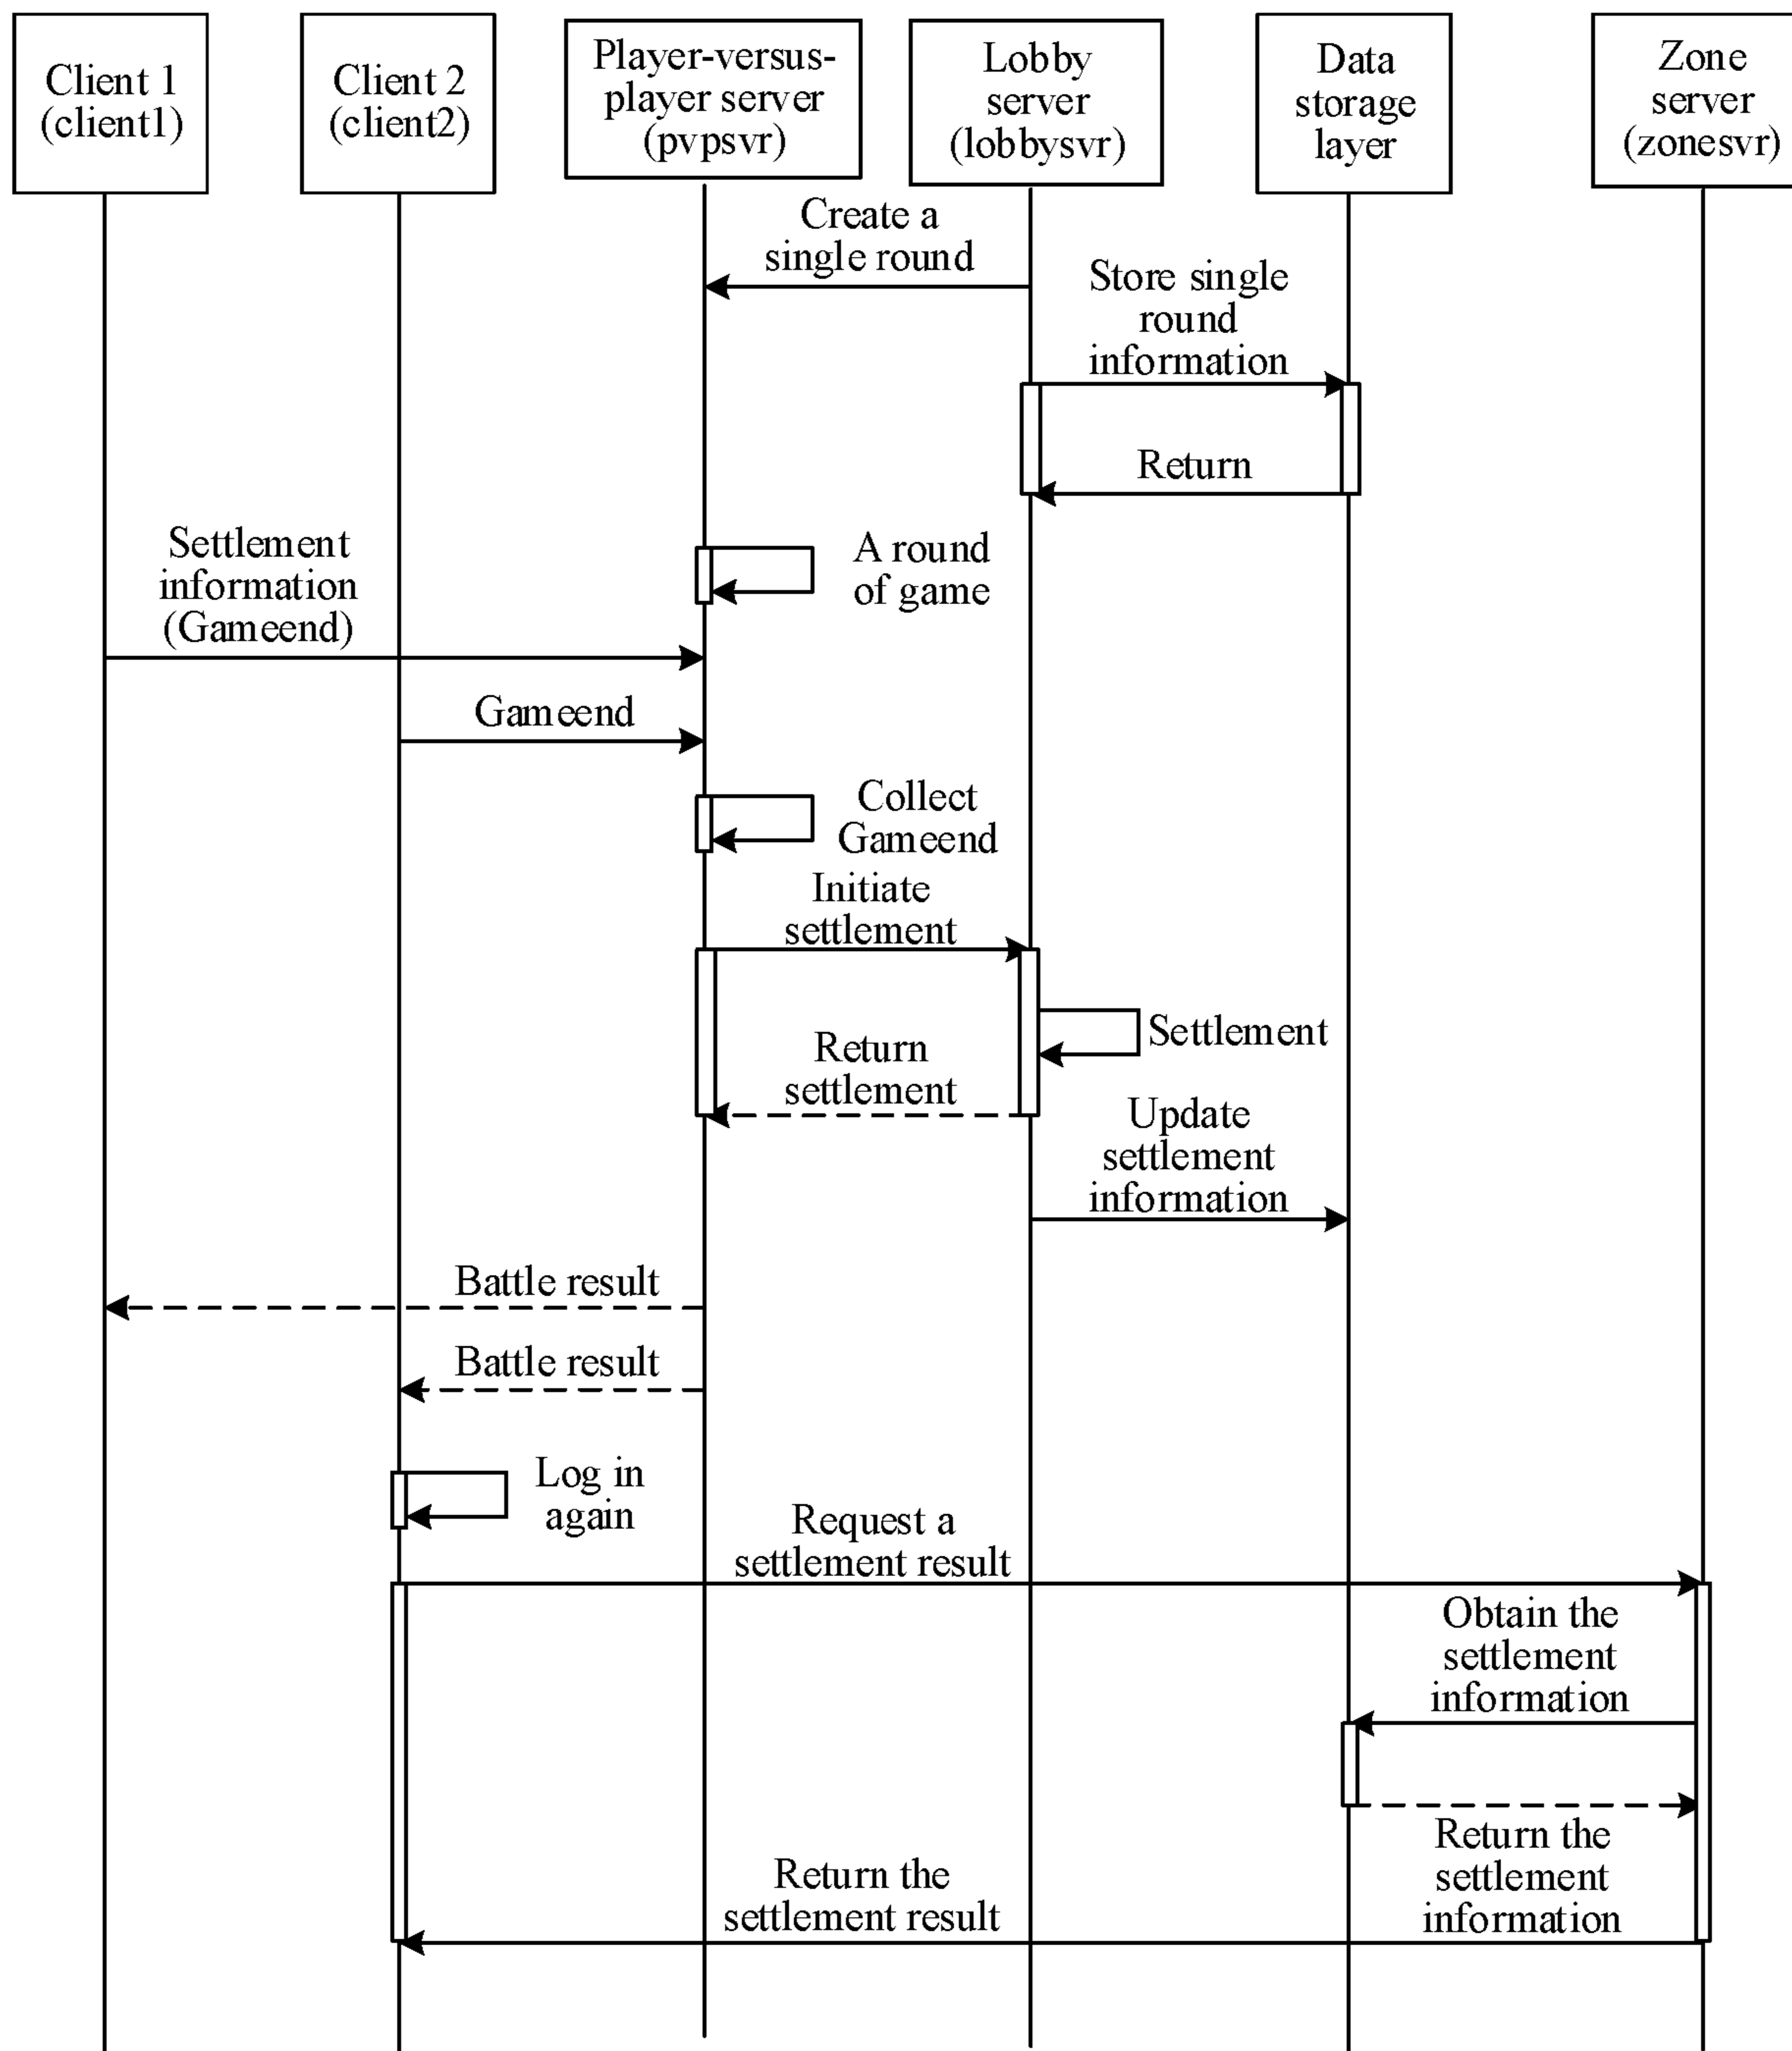 Client 1
(client1)
Client 2
(client2)
Player-versus-
player server
(pvpsvr)
Lobby
server
(lobbysvr)
Data
storage
layer
Zone
server
(zonesvr)
Create a
single round
Store single
round
information
Return
A round
of game
Settlement
information
(Gameend)
Gameend
Collect
Gameend
Initiate
settlement
Settlement
Return
settlement
Update
settlement
information
Battle result
Battle result
Log in
again
Request a
settlement result
Obtain the
settlement
information
Return the
settlement
information
Return the
settlement result